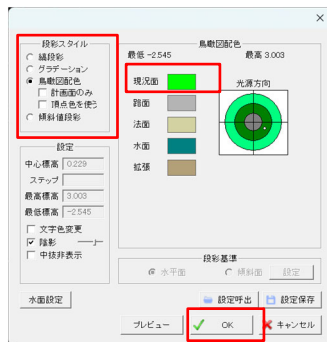 段彩スタイル
縞段彩
グラデーション
鳥瞰図配色
計画面のみ
頂点色を使う
傾斜値段彩
設定
中心標高 0.229
ステップ
最高標高 3.003
最低標高 -2.545
文字色変更
陰影
中抜非表示
水面設定
鳥瞰図配色
最低 -2.545 最高 3.003
現況面
路面
法面
水面
拡張
光源方向
段彩基準
水平面 傾斜面 設定
設定呼出 設定保存
プレビュー OK キャンセル